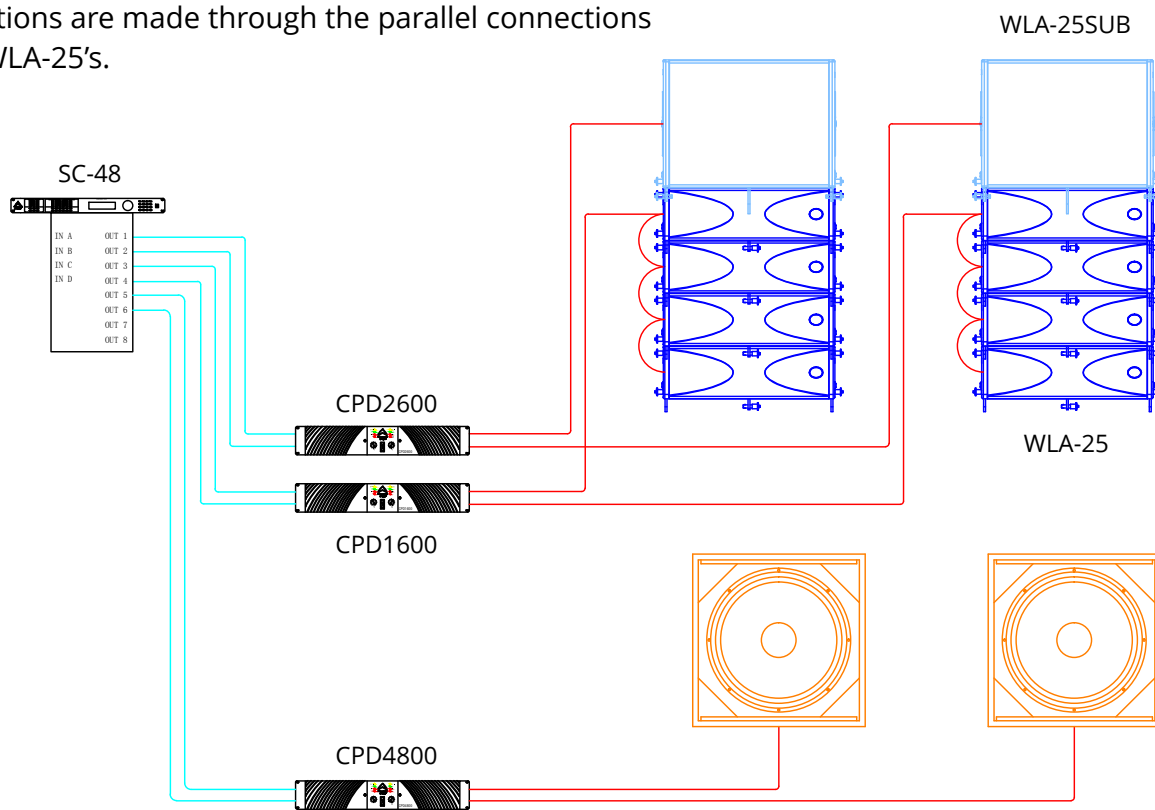 tions are made through the parallel connections
WLA-25’s.
WLA-25SUB
SC-48
IN A OUT 1
IN B OUT 2
IN C OUT 3
IN D OUT 4
OUT 5
OUT 6
OUT 7
OUT 8
CPD2600
WLA-25
CPD1600
CPD4800